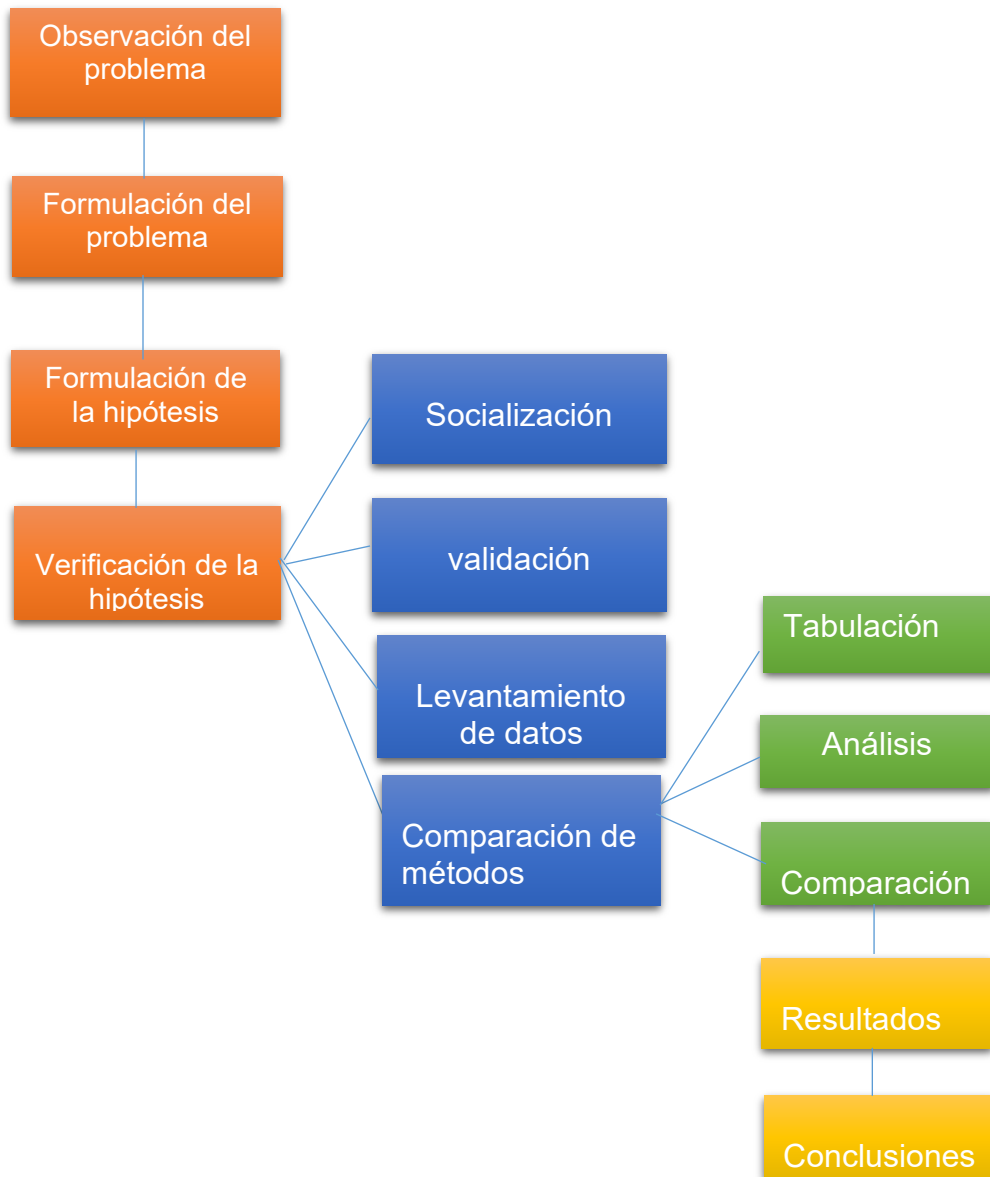 Observación del
problema
Formulación del
problema
Formulación de
la hipótesis
Verificación de la
hipótesis
Socialización
validación
Levantamiento
de datos
Comparación de
métodos
Tabulación
Análisis
Comparación
Resultados
Conclusiones